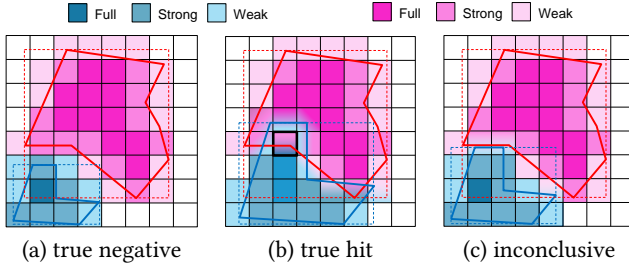 Full Strong Weak Full Strong Weak
(a) true negative (b) true hit (c) inconclusive